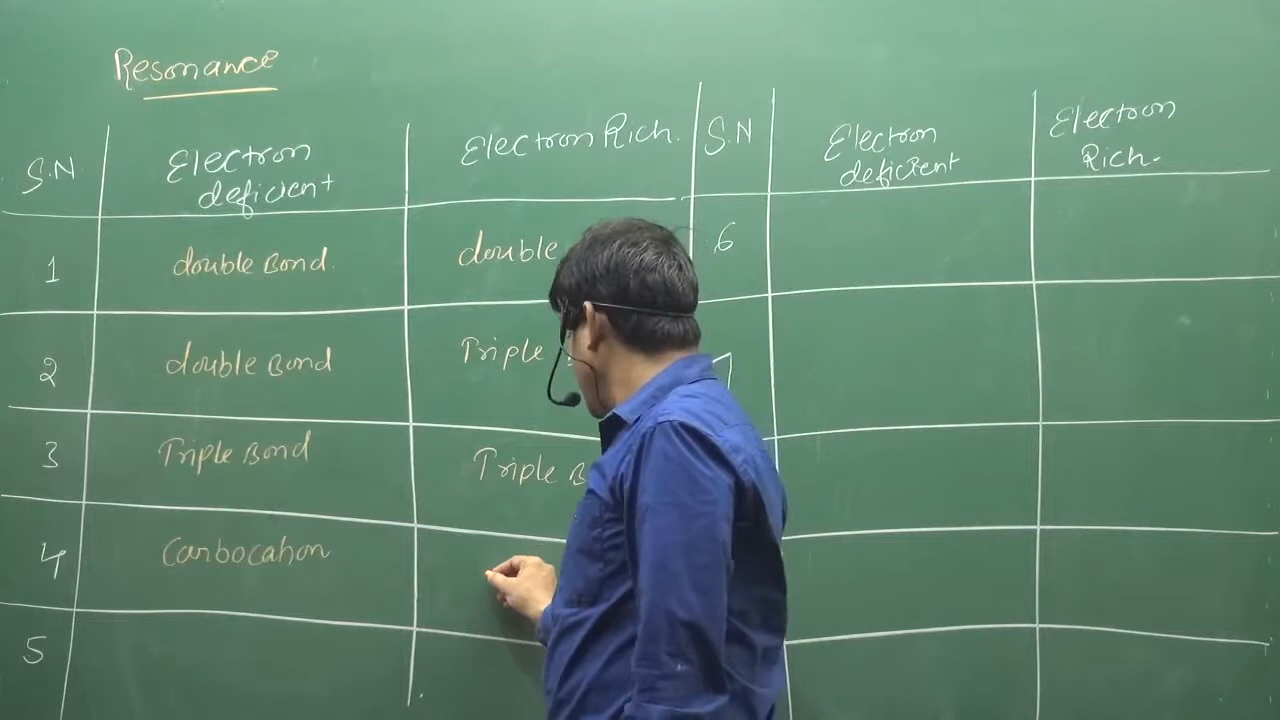 Resonance
S.N
Electron
deficient
Electron Rich.
S.N
Electron
deficient
Electron
Rich.
1
double Bond.
double
6
2
double Bond
Triple
7
3
Triple Bond
Triple B
4
Carbocation
5